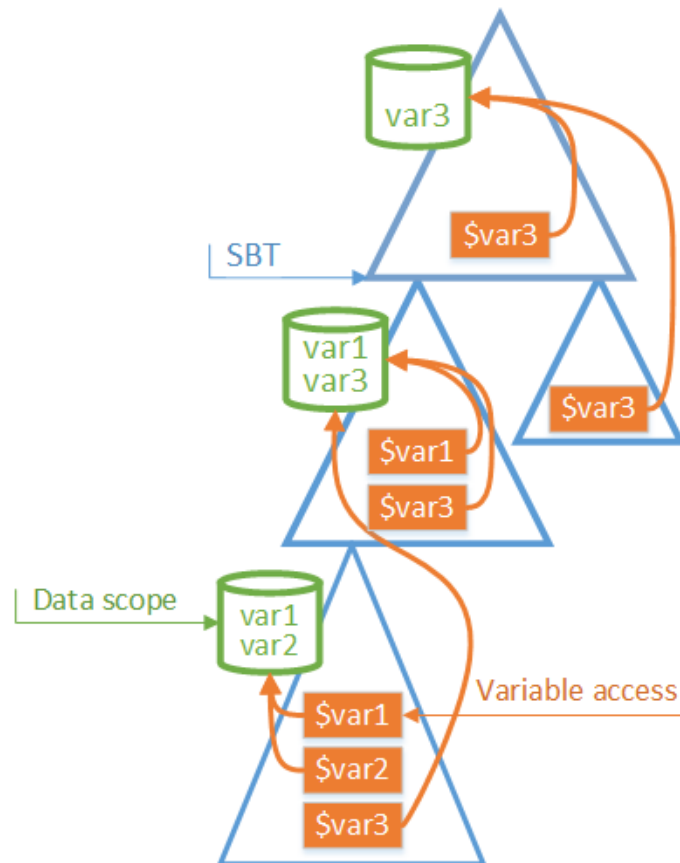 var3
$var3
SBT
var1
var3
$var3
$var1
$var3
Data scope
var1
var2
Variable access
$var1
$var2
$var3